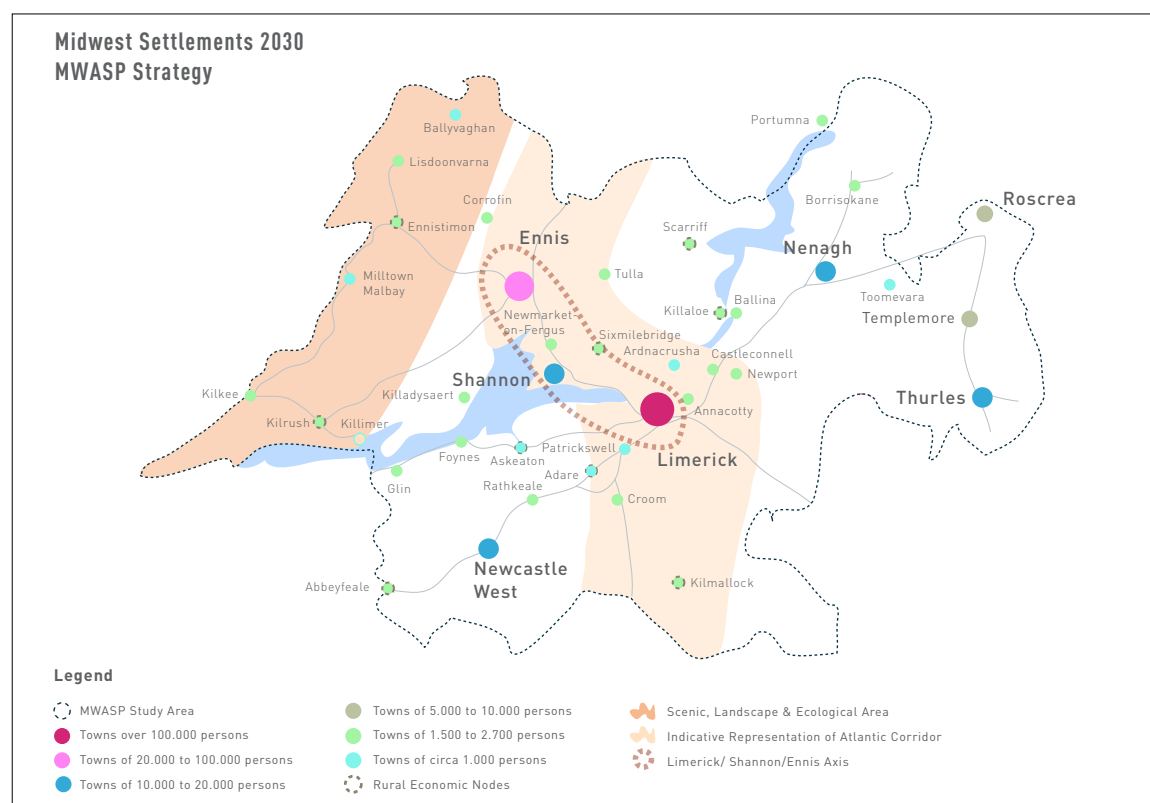 Midwest Settlements 2030
MWASP Strategy
Ballyvaghan
Portumna
Lisdoonvarna
Corrofin
Borrisokane
Roscrea
Ennistimon
Scarriff
Ennis
Nenagh
Milltown
Malbay
Tulla
Toomevara
Killaloe
Ballina
Newmarket-
on-Fergus
Sixmilebridge
Templemore
Ardnacrusha
Castleconnell
Newport
Shannon
Kilkee
Killadysaert
Thurles
Annacotty
Kilrush
Killimer
Patrickswell
Limerick
Foynes
Askeaton
Adare
Glin
Rathkeale
Croom
Newcastle
West
Abbeyfeale
Kilmallock
Legend
MWASP Study Area
Towns over 100.000 persons
Towns of 20.000 to 100.000 persons
Towns of 10.000 to 20.000 persons
Towns of 5.000 to 10.000 persons
Towns of 1.500 to 2.700 persons
Towns of circa 1.000 persons
Rural Economic Nodes
Scenic, Landscape & Ecological Area
Indicative Representation of Atlantic Corridor
Limerick/ Shannon/Ennis Axis